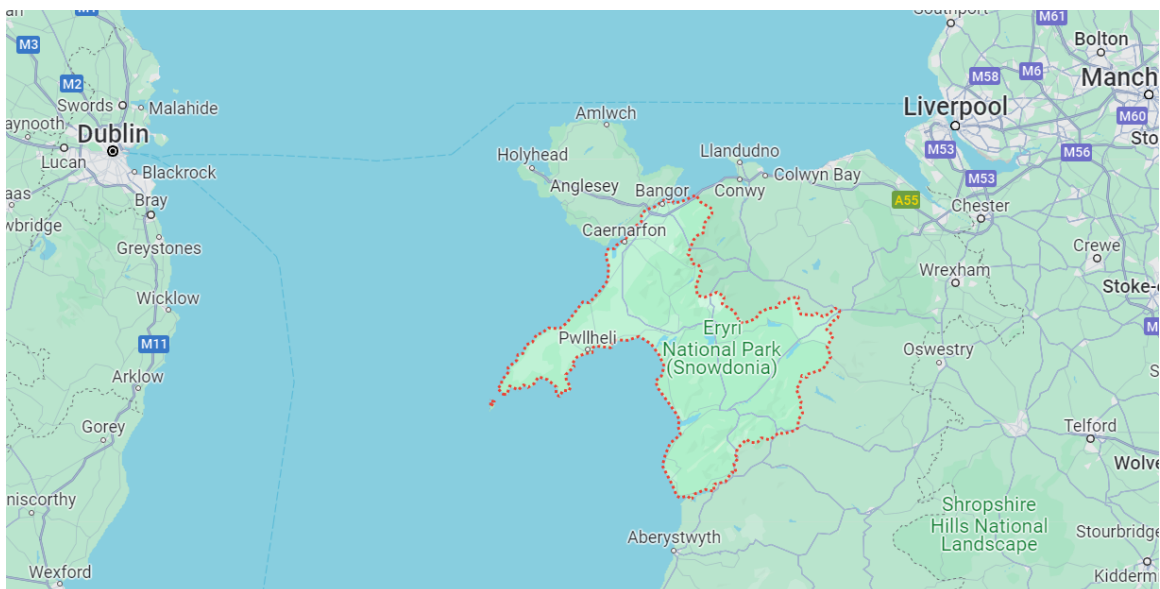 M3
M2
Swords
Malahide
Dublin
Lucan
Blackrock
Bray
Greystones
Wicklow
M11
Arklow
Gorey
Wexford
Amlwch
Holyhead
Anglesey
Bangor
Caernarfon
Llandudno
Conwy
Colwyn Bay
Pwllheli
Eryri
National Park
(Snowdonia)
Aberystwyth
M61
Bolton
M58
M6
Manch
Liverpool
M60
M53
M56
Sto
M53
A55
Chester
Crewe
Wrexham
Stoke-o
Oswestry
Telford
Wolve
Shropshire
Hills National
Landscape
Stourbridge
Kidderm